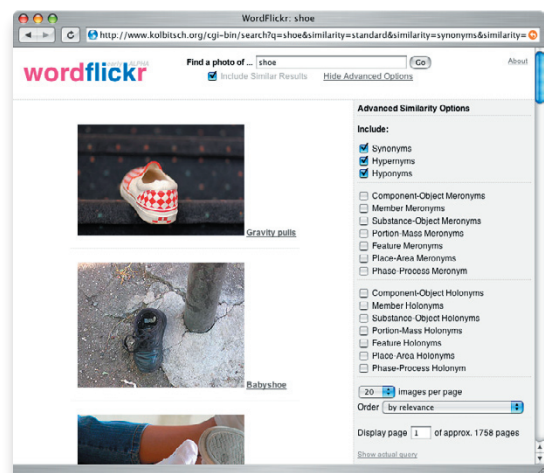 WordFlickr: shoe
http://www.kolbitsch.org/cgi-bin/search?q=shoe&similarity=standard&similarity=synonyms&similarity=
wordflickr
ALPHA
Find a photo of ... shoe Go
About
Include Similar Results Hide Advanced Options
Gravity pulls
Babyshoe
Advanced Similarity Options
Include:
Synonyms
Hypernyms
Hyponyms
Component-Object Meronyms
Member Meronyms
Substance-Object Meronyms
Portion-Mass Meronyms
Feature Meronyms
Place-Area Meronyms
Phase-Process Meronym
Component-Object Holonyms
Member Holonyms
Substance-Object Holonyms
Portion-Mass Holonyms
Feature Holonyms
Place-Area Holonyms
Phase-Process Holonym
20 images per page
Order by relevance
Display page 1 of approx. 1758 pages
Show actual query